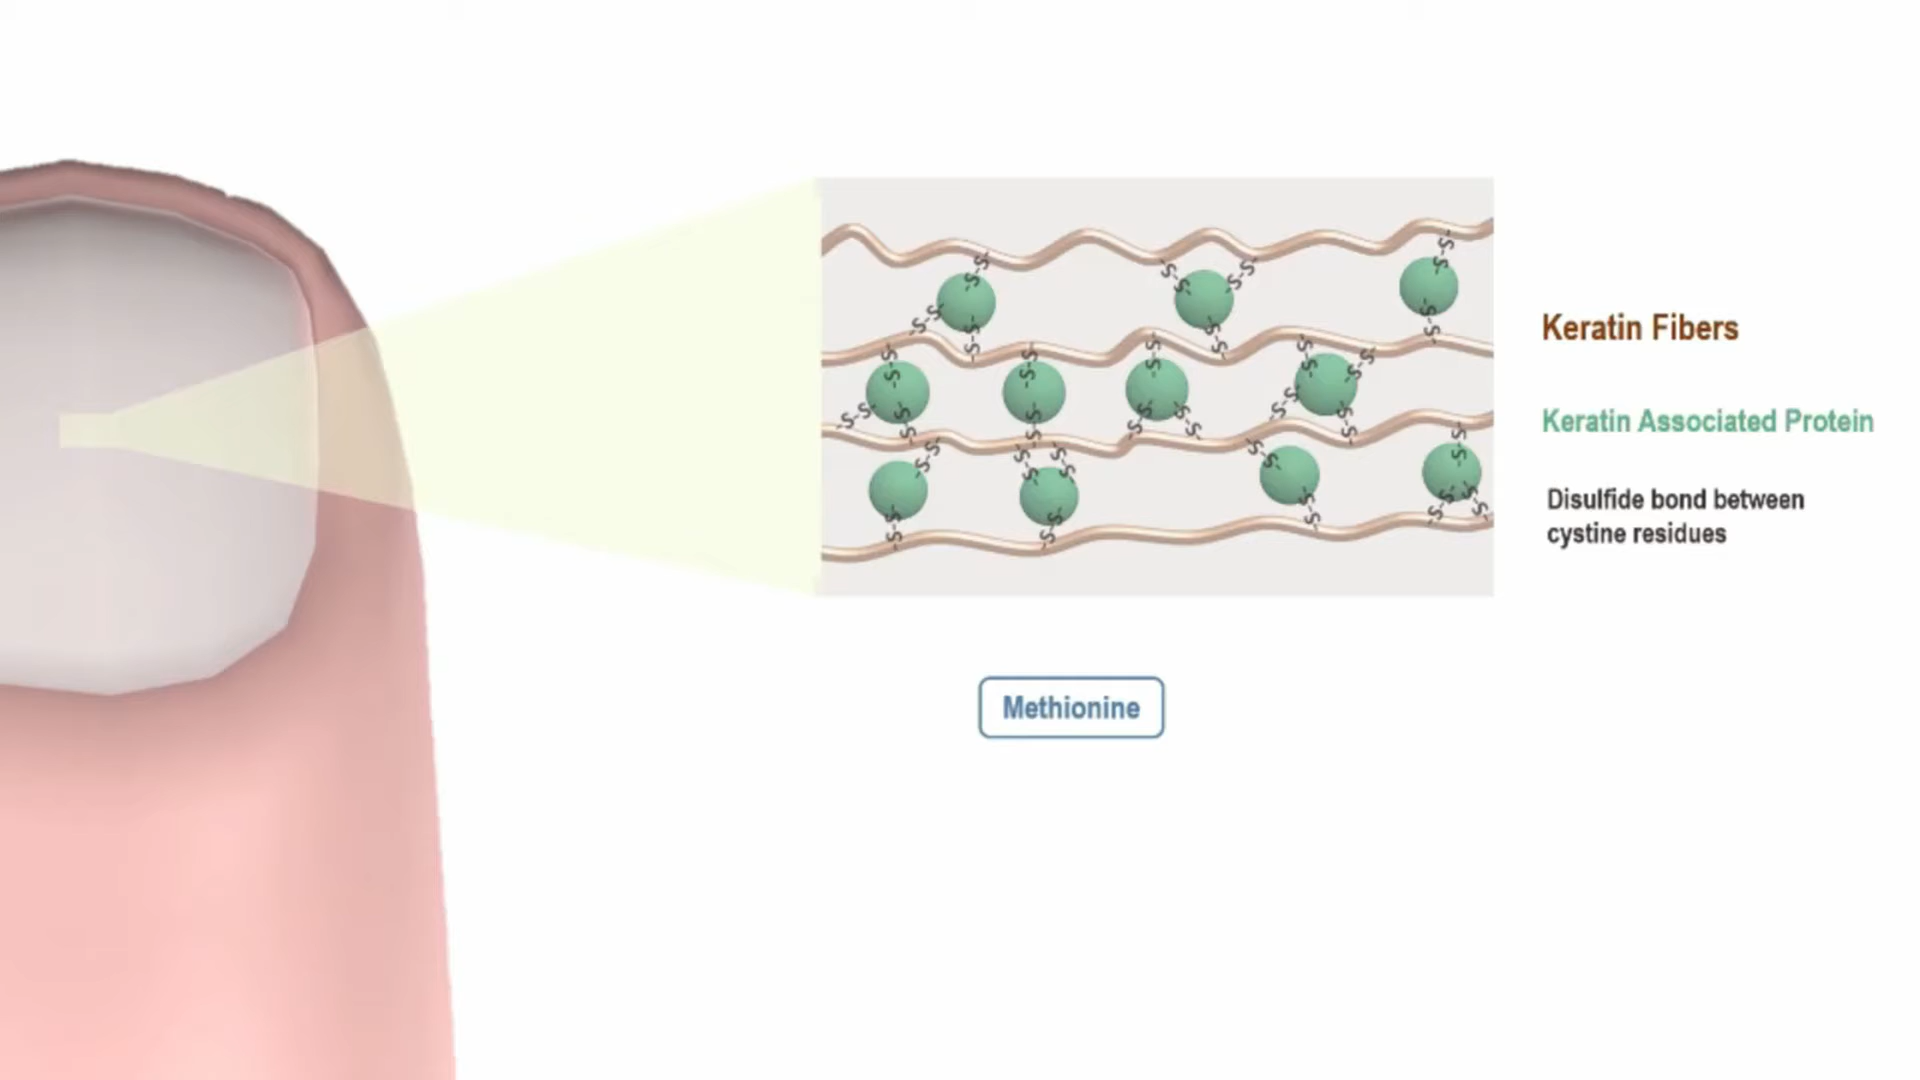 Keratin Fibers
Keratin Associated Protein
Disulfide bond between
cystine residues
Methionine